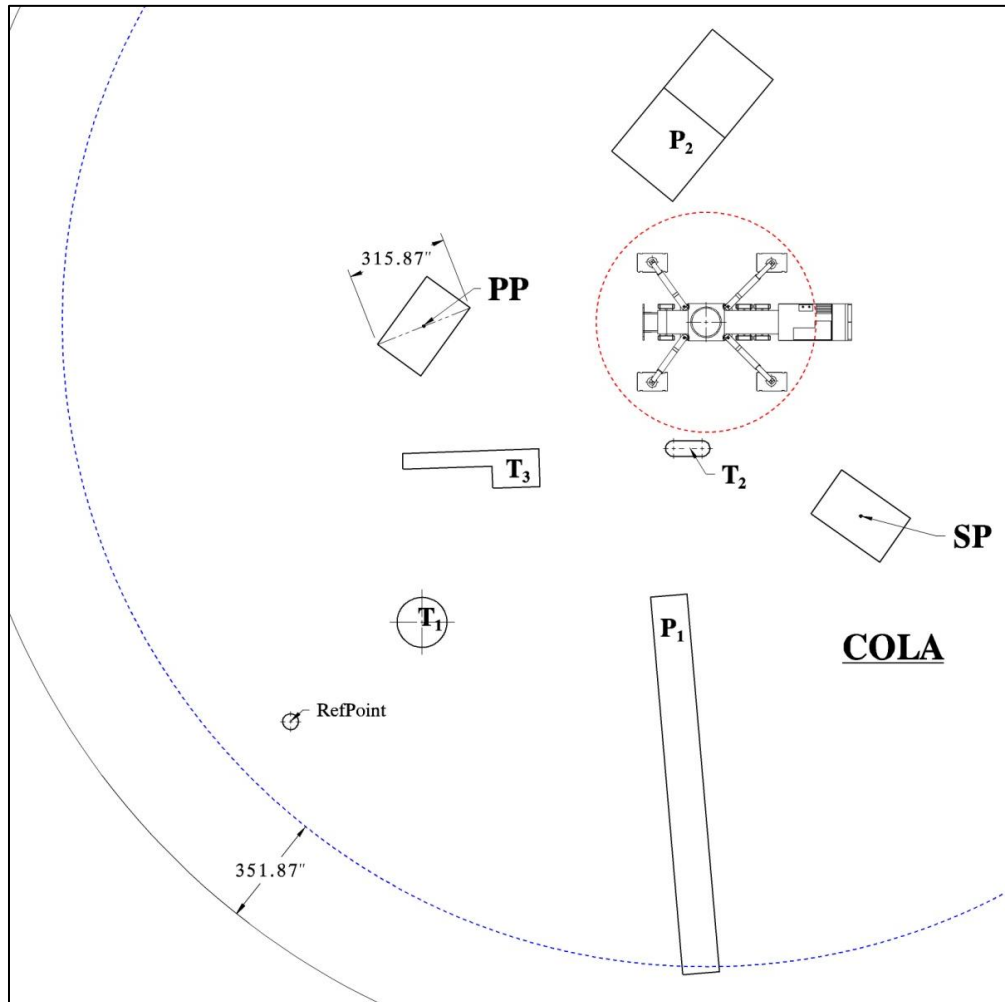 P₂
315.87"
PP
T₃
T₂
SP
T₁
P₁
COLA
RefPoint
351.87"